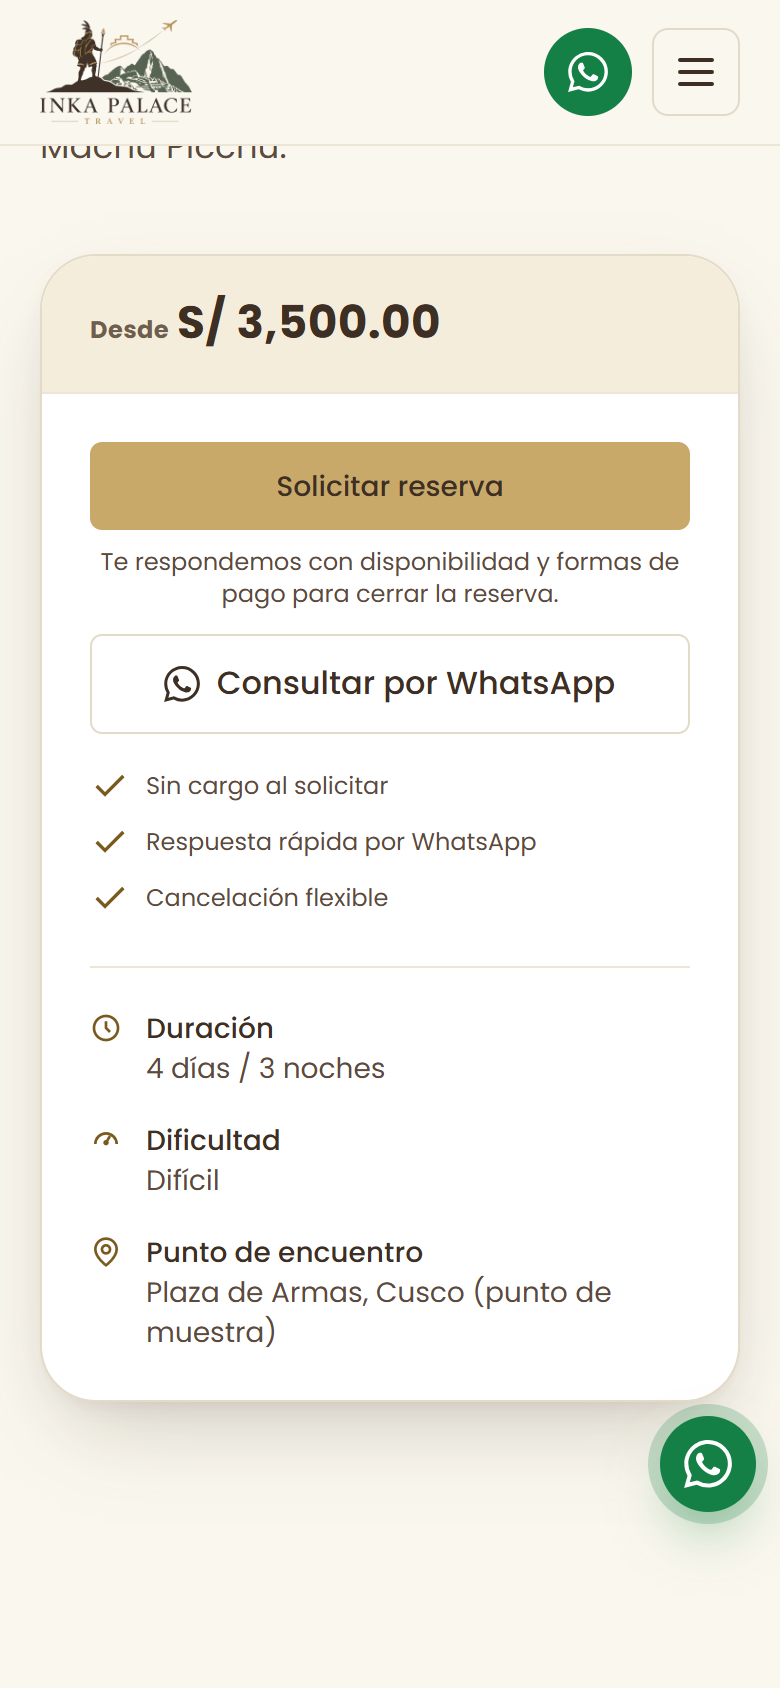 INKA PALACE
TRAVEL
Machu Picchu.
Desde S/ 3,500.00
Solicitar reserva
Te respondemos con disponibilidad y formas de
pago para cerrar la reserva.
Consultar por WhatsApp
Sin cargo al solicitar
Respuesta rápida por WhatsApp
Cancelación flexible
Duración
4 días / 3 noches
Dificultad
Difícil
Punto de encuentro
Plaza de Armas, Cusco (punto de
muestra)